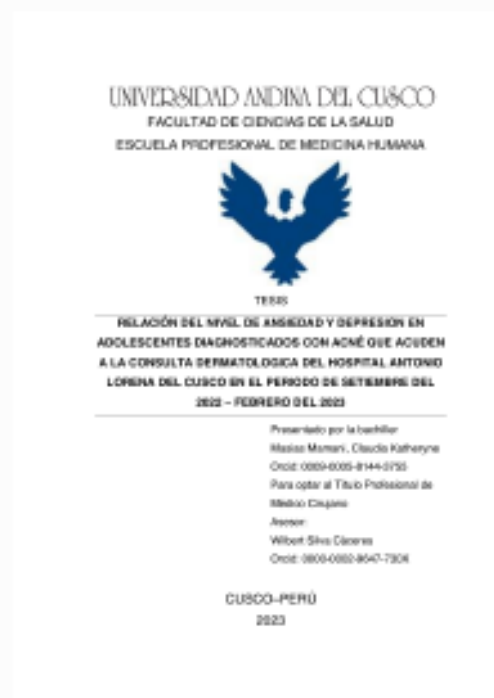 UNIVERSIDAD ANDINA DEL CUSCO
FACULTAD DE CIENCIAS DE LA SALUD
ESCUELA PROFESIONAL DE MEDICINA HUMANA
TESIS
RELACIÓN DEL NIVEL DE ANSIEDAD Y DEPRESION EN
ADOLESCENTES DIAGNOSTICADOS CON ACNÉ QUE ACUDEN
A LA CONSULTA DERMATOLOGICA DEL HOSPITAL ANTONIO
LORENA DEL CUSCO EN EL PERIODO DE SETIEMBRE DEL
2022 – FEBRERO DEL 2023
Presentado por la bachiller
Mamani, Claudia Katheryne
Orcid:
Para optar al Título Profesional de
Médico Cirujano
Asesor:
Wilbert Silva Cáceres
Orcid:
CUSCO–PERÚ
2023